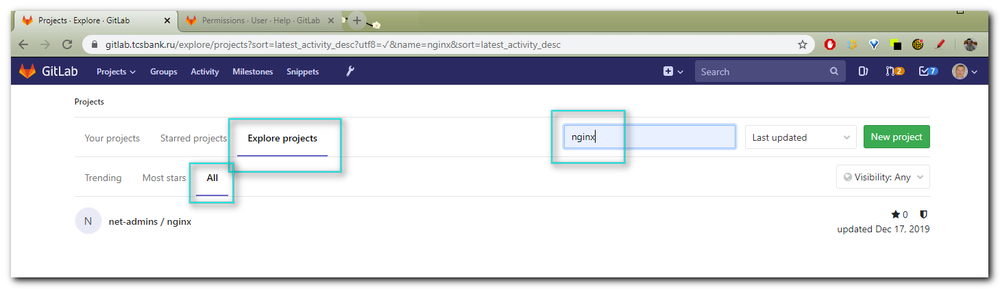 Projects · Explore · GitLab
Permissions · User · Help · GitLab
gitlab.tcsbank.ru/explore/projects?sort=latest_activity_desc?utf8=✓&name=nginx&sort=latest_activity_desc
GitLab Projects Groups Activity Milestones Snippets Search 2 7
Projects
Your projects Starred projects Explore projects nginx Last updated New project
Trending Most stars All Visibility: Any
N net-admins / nginx 0
updated Dec 17, 2019